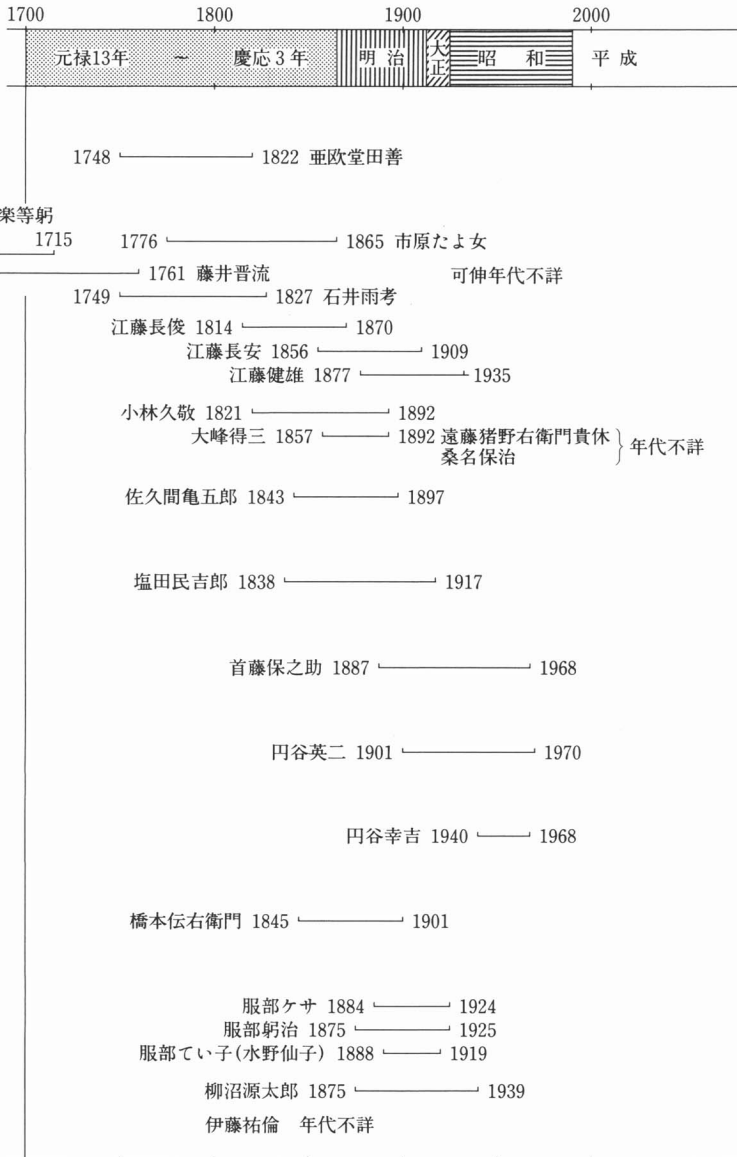 1700 1800 1900 2000
元禄13年 ～ 慶応3年 明治 大正 昭和 平成
1748 1822 亜欧堂田善
楽等躬
1715 1776 1865 市原たよ女
1761 藤井晋流 可伸年代不詳
1749 1827 石井雨考
江藤長俊 1814 1870
江藤長安 1856 1909
江藤健雄 1877 1935
小林久敬 1821 1892
大峰得三 1857 1892 遠藤猪野右衛門貴休
桑名保治 年代不詳
佐久間亀五郎 1843 1897
塩田民吉郎 1838 1917
首藤保之助 1887 1968
円谷英二 1901 1970
円谷幸吉 1940 1968
橋本伝右衛門 1845 1901
服部ケサ 1884 1924
服部躬治 1875 1925
服部てい子(水野仙子) 1888 1919
柳沼源太郎 1875 1939
伊藤祐倫 年代不詳